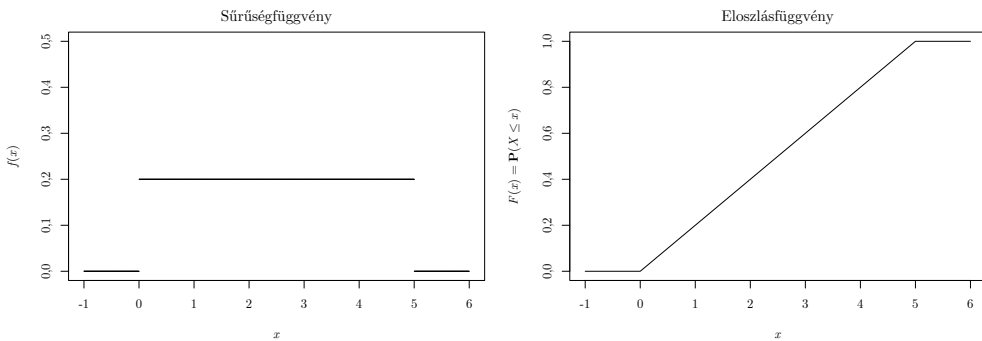 Sűrűségfüggvény
f(x)
0,5
0,4
0,3
0,2
0,1
0,0
-1 0 1 2 3 4 5 6
x
Eloszlásfüggvény
F(x) = P(X ≤ x)
1,0
0,8
0,6
0,4
0,2
0,0
-1 0 1 2 3 4 5 6
x